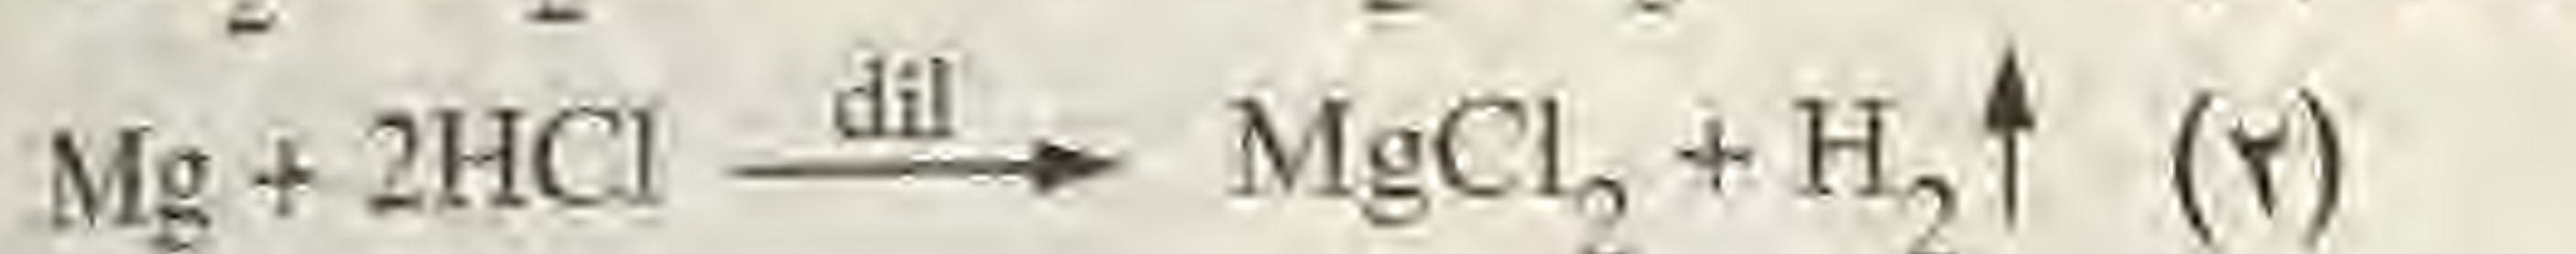 Mg + 2HCl —dil→ MgCl₂ + H₂↑ (٢)